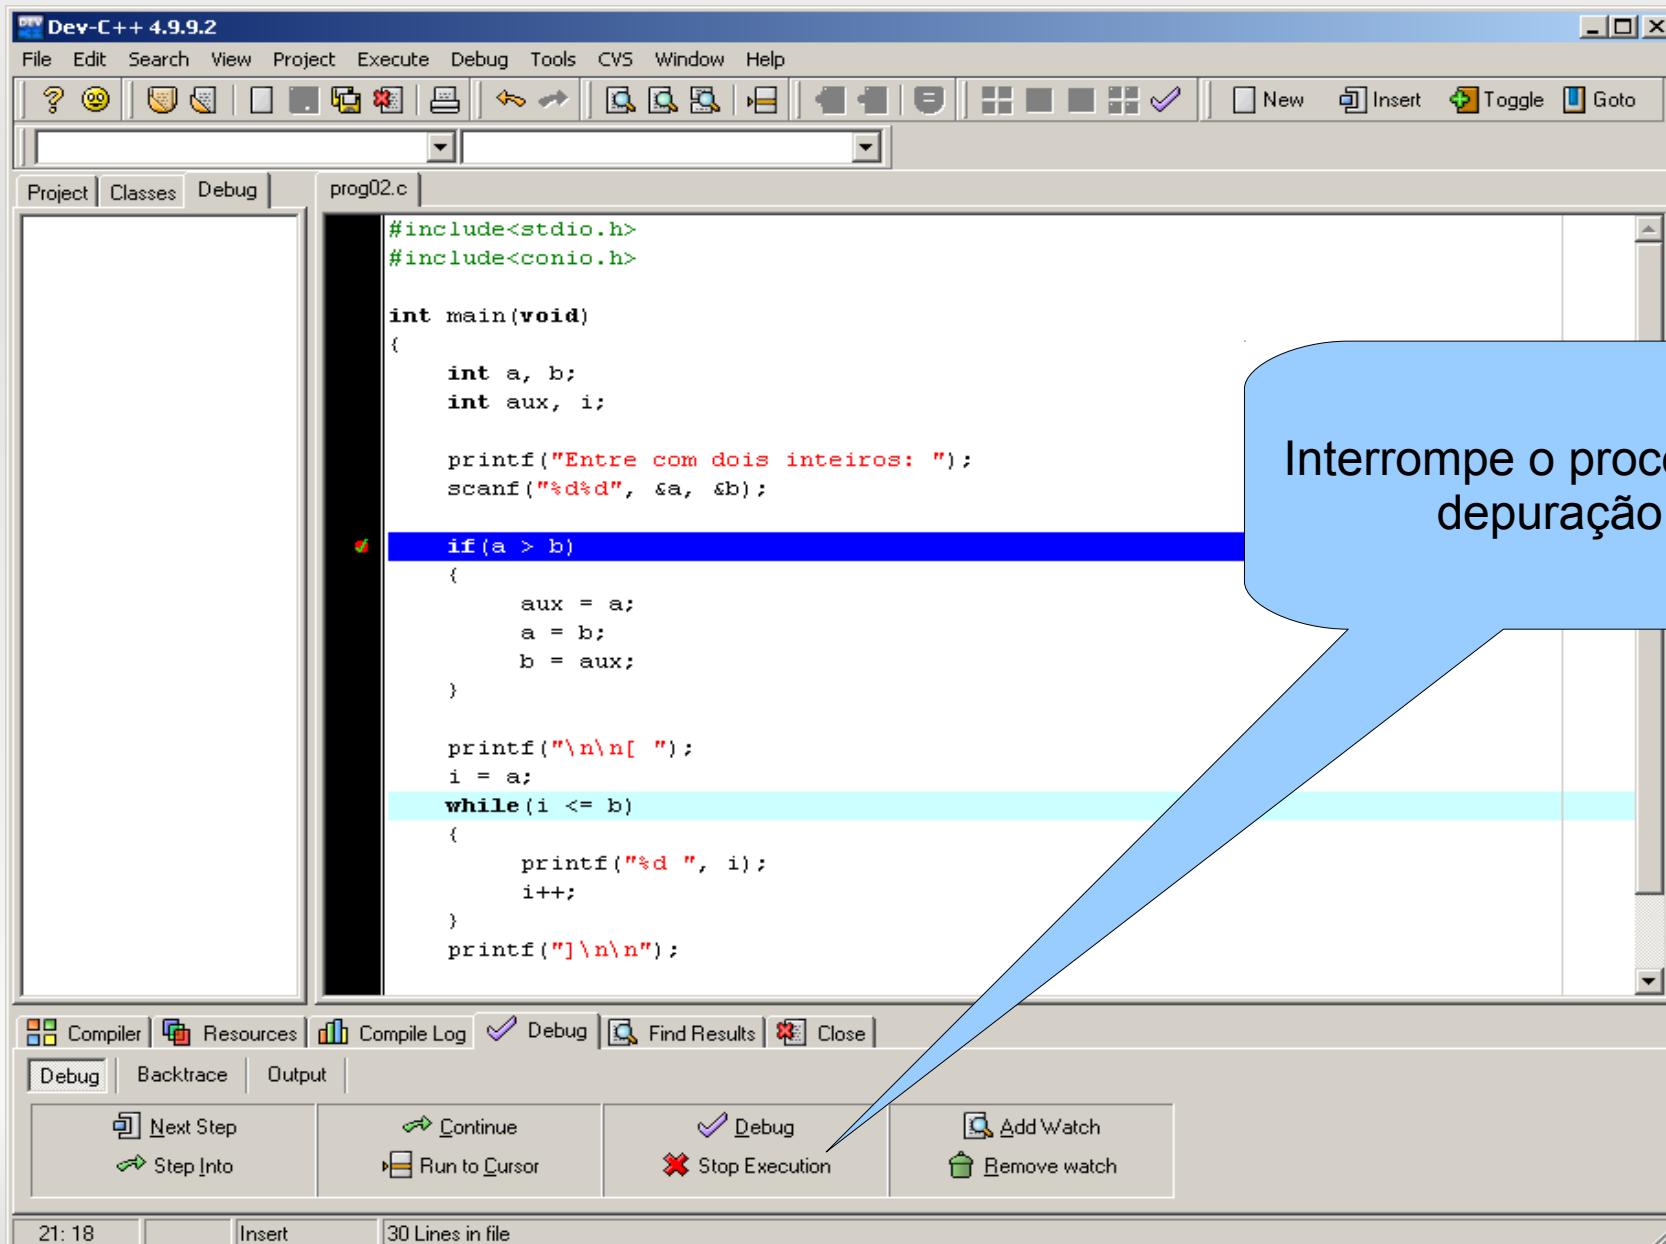 Dev-C++ 4.9.9.2
File Edit Search View Project Execute Debug Tools CVS Window Help
New Insert Toggle Goto
Project Classes Debug prog02.c
#include<stdio.h>
#include<conio.h>
int main(void)
{
int a, b;
int aux, i;
printf("Entre com dois inteiros: ");
scanf("%d%d", &a, &b);
if(a > b)
{
aux = a;
a = b;
b = aux;
}
printf("\n\n[ ");
i = a;
while(i <= b)
{
printf("%d ", i);
i++;
}
printf("]\n\n");
Interrompe o
depuração
Compiler Resources Compile Log Debug Find Results Close
Debug Backtrace Output
Next Step Continue Debug Add Watch
Step Into Run to Cursor Stop Execution Remove watch
21: 18 Insert 30 Lines in file